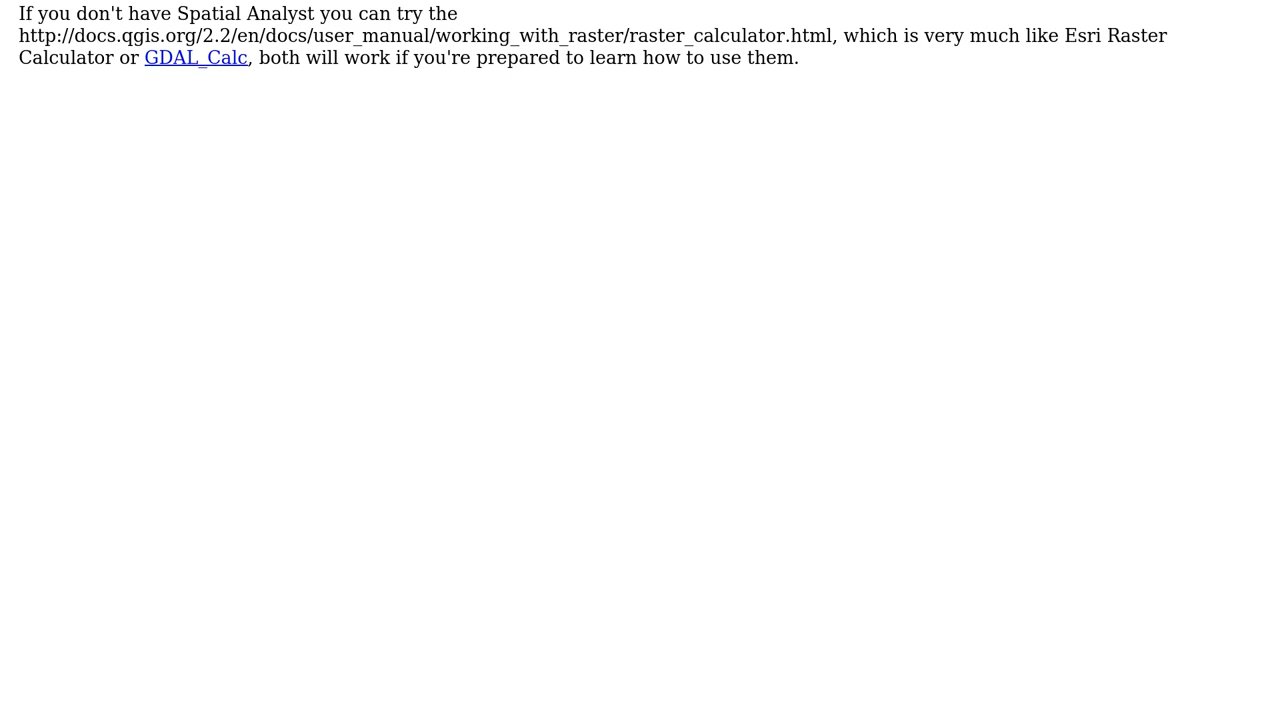 If you don't have Spatial Analyst you can try the
http://docs.qgis.org/2.2/en/docs/user_manual/working_with_raster/raster_calculator.html, which is very much like Esri Raster
Calculator or GDAL_Calc, both will work if you're prepared to learn how to use them.